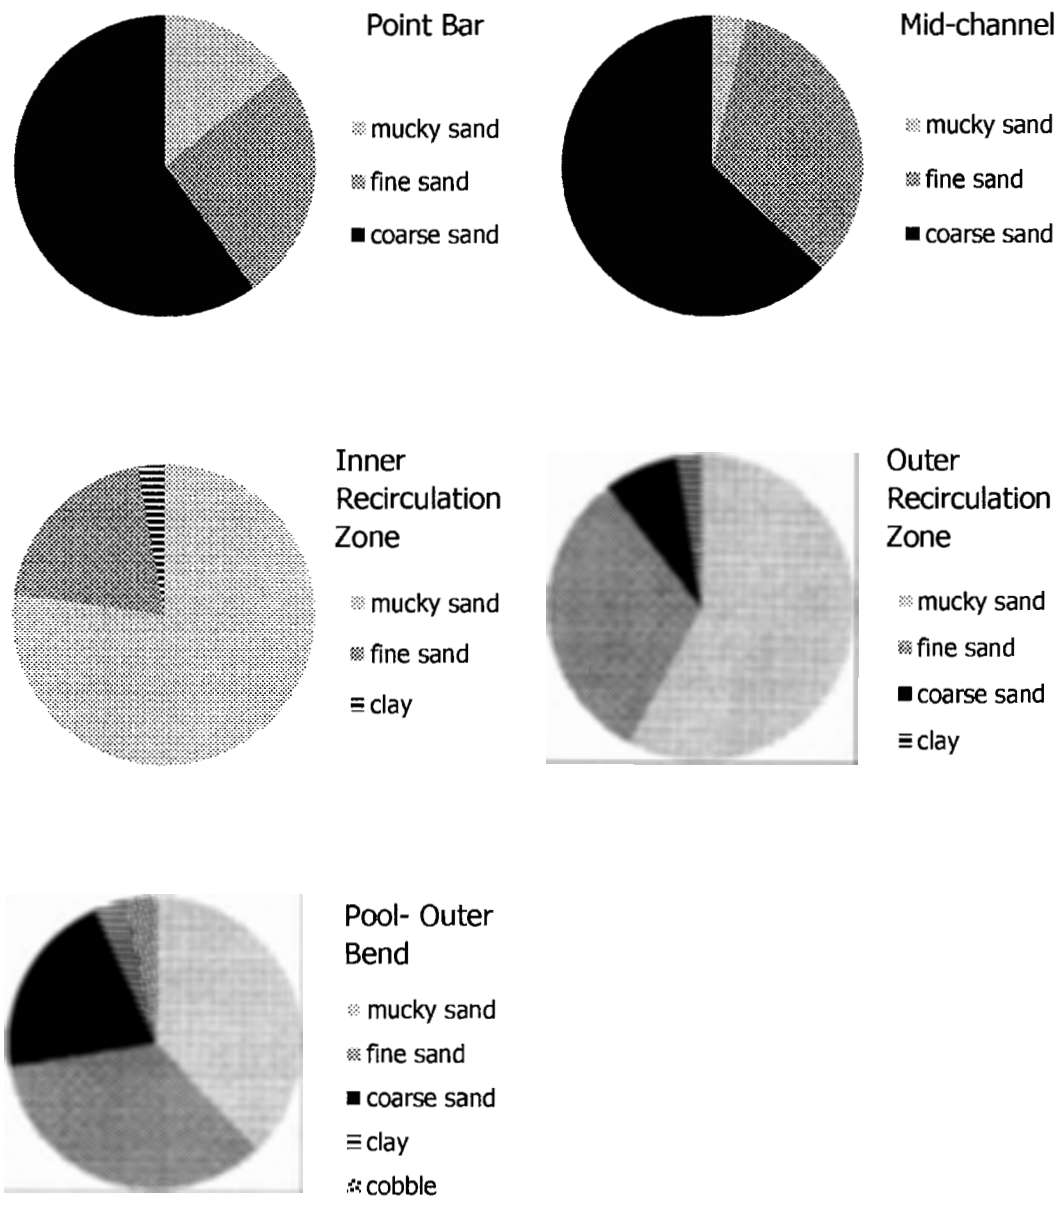 Point Bar
mucky sand
fine sand
coarse sand
Mid-channel
mucky sand
fine sand
coarse sand
Inner
Recirculation
Zone
mucky sand
fine sand
clay
Outer
Recirculation
Zone
mucky sand
fine sand
coarse sand
clay
Pool- Outer
Bend
mucky sand
fine sand
coarse sand
clay
cobble